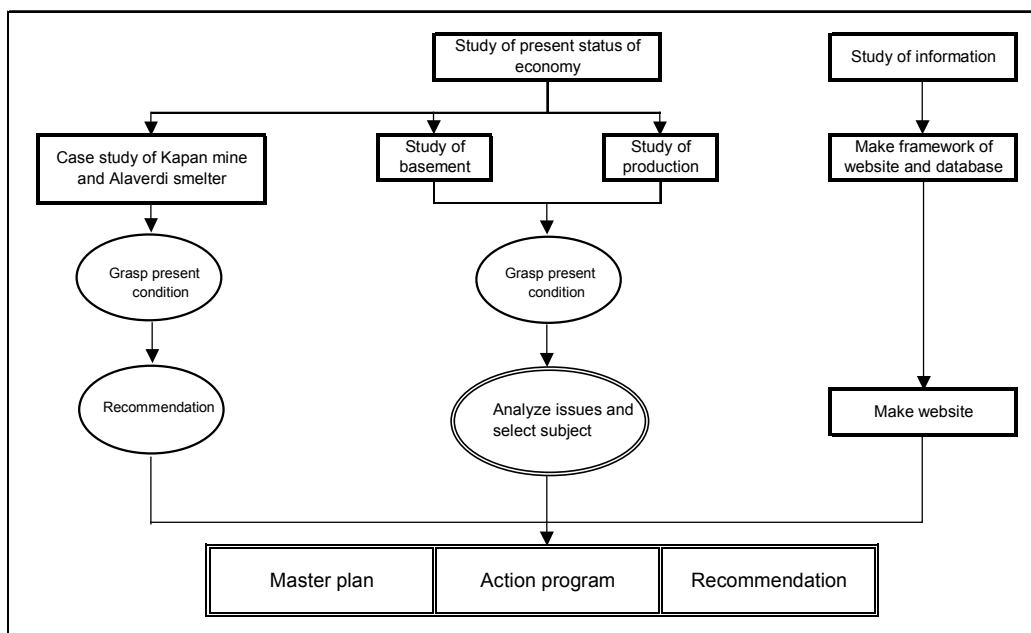 Study of present status of
economy
Study of information
Case study of Kapan mine
and Alaverdi smelter
Study of
basement
Study of
production
Make framework of
website and database
Grasp present
condition
Grasp present
condition
Recommendation
Analyze issues and
select subject
Make website
Master plan
Action program
Recommendation